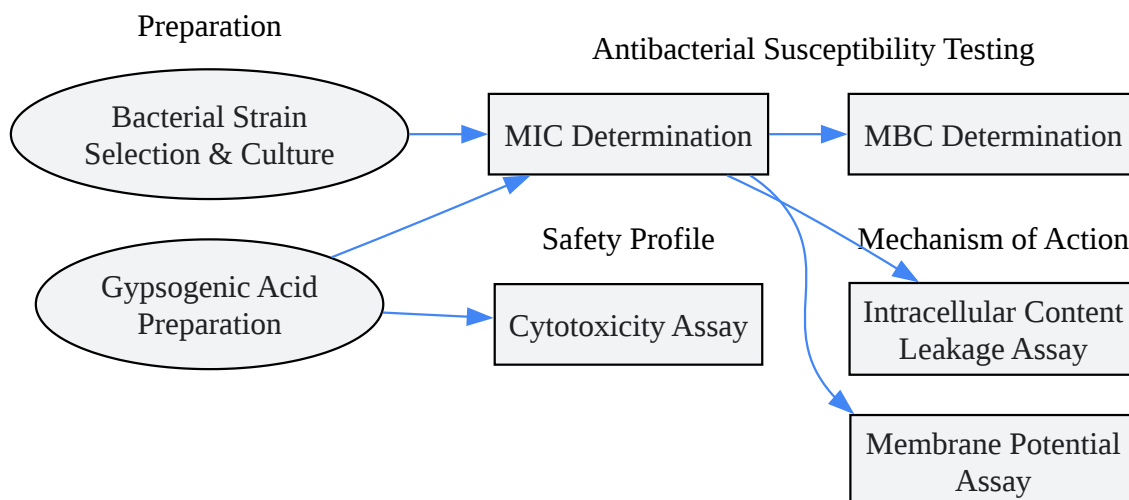 Preparation
Bacterial Strain
Selection & Culture
Gypsogenic Acid
Preparation
Antibacterial Susceptibility Testing
MIC Determination
MBC Determination
Safety Profile
Cytotoxicity Assay
Mechanism of Action
Intracellular Content
Leakage Assay
Membrane Potential
Assay